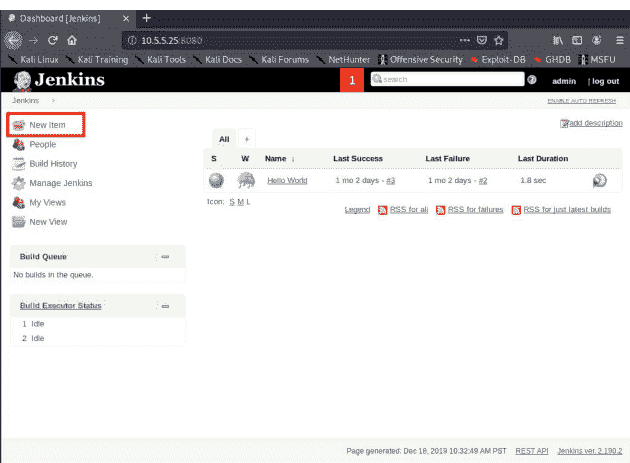 Dashboard [Jenkins] × +
10.5.5.25:8080
Kali Linux Kali Training Kali Tools Kali Docs Kali Forums NetHunter Offensive Security Exploit-DB GHDB MSFU
Jenkins 1 search ? admin | log out
Jenkins ENABLE AUTO REFRESH
New Item
add description
People
All +
Build History
S W Name ↓ Last Success Last Failure Last Duration
Manage Jenkins
Hello World 1 mo 2 days - #3 1 mo 2 days - #2 1.8 sec
My Views
Icon: S M L
Legend RSS for all RSS for failures RSS for just latest builds
New View
Build Queue
No builds in the queue.
Build Executor Status
1 Idle
2 Idle
Page generated: Dec 18, 2019 10:32:49 AM PST REST API Jenkins ver. 2.190.2